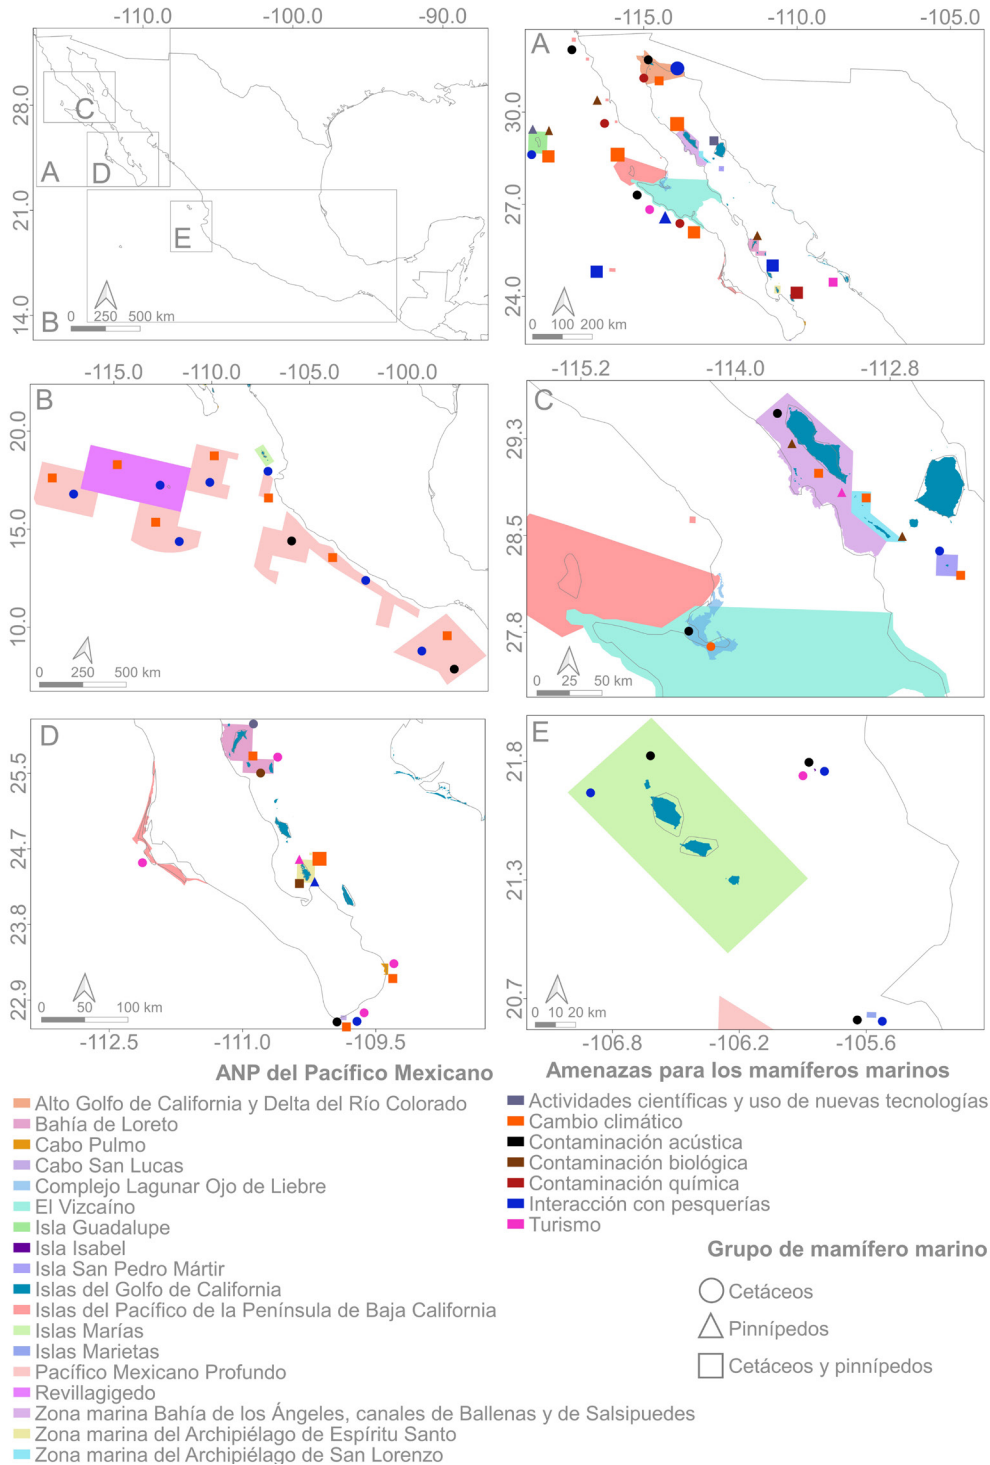 -110.0 -100.0 -90.0
28.0
21.0
14.0
A
B
C
D
E
0 250 500 km
-115.0 -110.0 -105.0
A
30.0
27.0
24.0
0 100 200 km
-115.0 -110.0 -105.0 -100.0
B
20.0
15.0
10.0
0 250 500 km
-115.2 -114.0 -112.8
C
29.3
28.5
27.8
0 25 50 km
D
25.5
24.7
23.8
22.9
0 50 100 km
-112.5 -111.0 -109.5
E
21.8
21.3
20.7
0 10 20 km
-106.8 -106.2 -105.6
ANP del Pacífico Mexicano
Alto Golfo de California y Delta del Río Colorado
Bahía de Loreto
Cabo Pulmo
Cabo San Lucas
Complejo Lagunar Ojo de Liebre
El Vizcaíno
Isla Guadalupe
Isla Isabel
Isla San Pedro Mártir
Islas del Golfo de California
Islas del Pacífico de la Península de Baja California
Islas Marías
Islas Marietas
Pacífico Mexicano Profundo
Revillagigedo
Zona marina Bahía de los Ángeles, canales de Ballenas y de Salsipuedes
Zona marina del Archipiélago de Espíritu Santo
Zona marina del Archipiélago de San Lorenzo
Amenazas para los mamíferos marinos
Actividades científicas y uso de nuevas tecnologías
Cambio climático
Contaminación acústica
Contaminación biológica
Contaminación química
Interacción con pesquerías
Turismo
Grupo de mamífero marino
Cetáceos
Pinnípedos
Cetáceos y pinnípedos